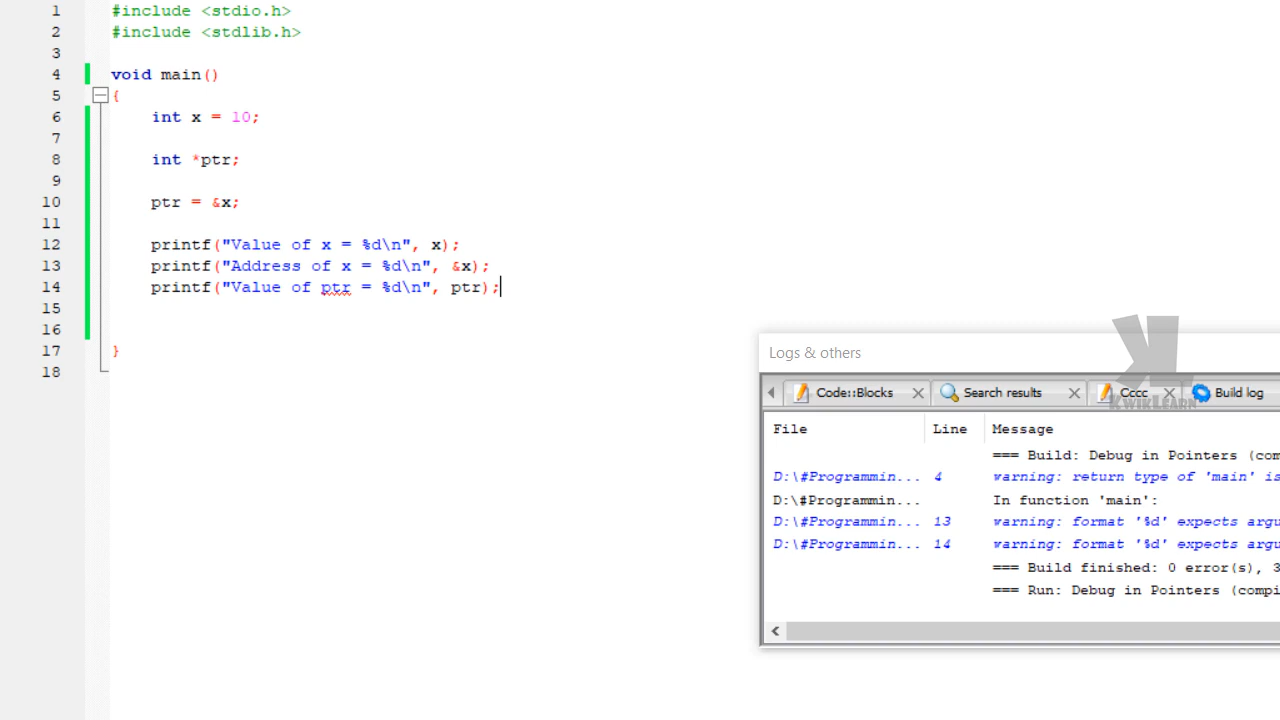 1 #include <stdio.h>
2 #include <stdlib.h>
3
4 void main()
5 {
6 int x = 10;
7
8 int *ptr;
9
10 ptr = &x;
11
12 printf("Value of x = %d\n", x);
13 printf("Address of x = %d\n", &x);
14 printf("Value of ptr = %d\n", ptr);
15
16
17 }
18
Logs & others
Code::Blocks Search results Cccc Build log
File Line Message
=== Build: Debug in Pointers (com
D:\#Programmin... 4 warning: return type of 'main' is
D:\#Programmin... In function 'main':
D:\#Programmin... 13 warning: format '%d' expects argu
D:\#Programmin... 14 warning: format '%d' expects argu
=== Build finished: 0 error(s), 3
=== Run: Debug in Pointers (compi
KWIKLEARN